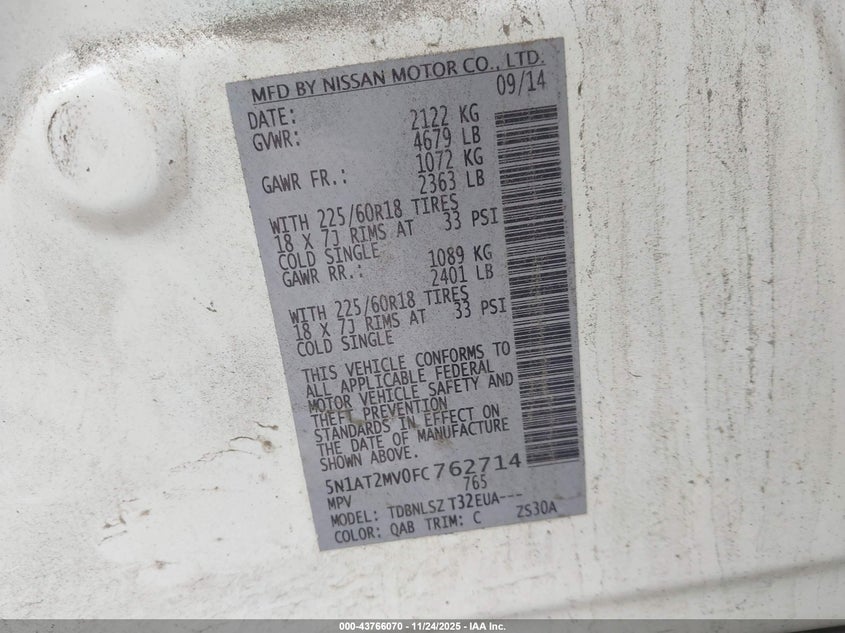 MFD BY NISSAN MOTOR CO., LTD.
DATE: 09/14
GVWR: 2122 KG
4679 LB
GAWR FR.: 1072 KG
2363 LB
WITH 225/60R18 TIRES
18 X 7J RIMS AT 33 PSI
COLD SINGLE
GAWR RR.: 1089 KG
2401 LB
WITH 225/60R18 TIRES
18 X 7J RIMS AT 33 PSI
COLD SINGLE
THIS VEHICLE CONFORMS TO
ALL APPLICABLE FEDERAL
MOTOR VEHICLE SAFETY AND
THEFT PREVENTION
STANDARDS IN EFFECT ON
THE DATE OF MANUFACTURE
SHOWN ABOVE.
5N1AT2MV0FC762714
MPV 765
MODEL: TDBNLSZ T32EUA---
COLOR: QAB TRIM: C ZS30A
000-43766070 - 11/24/2025 - IAA Inc.